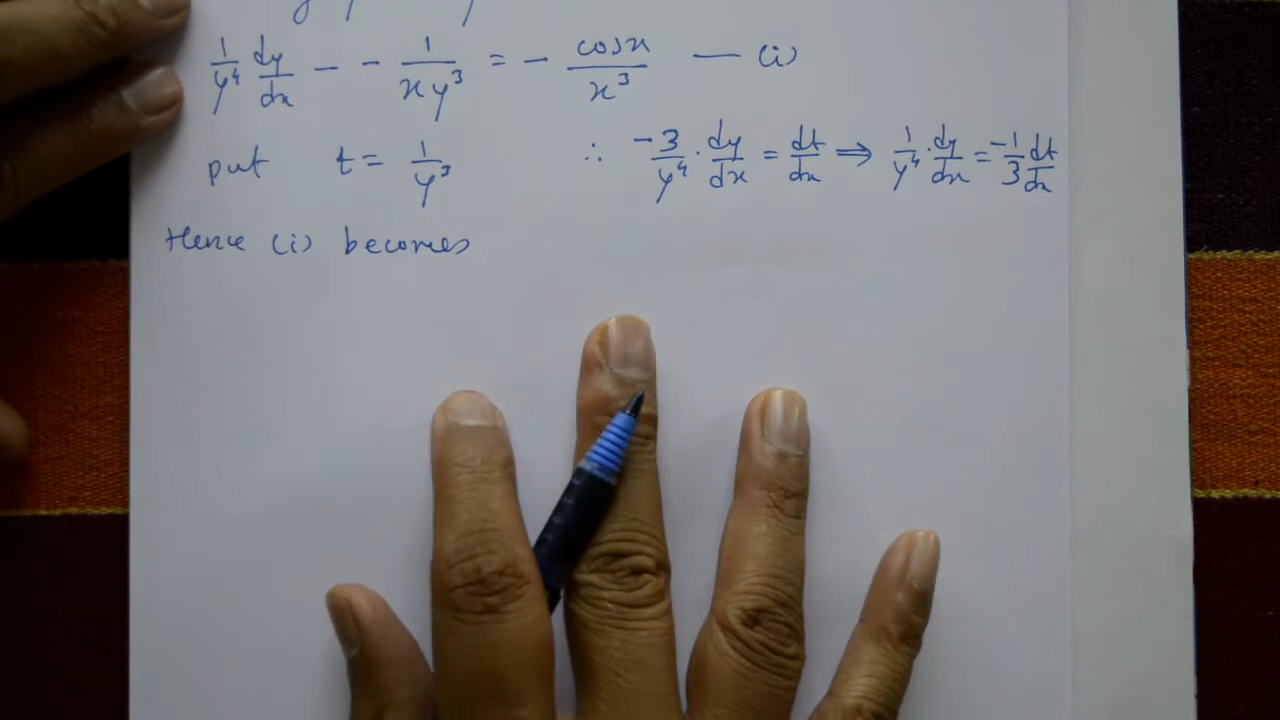 1/y⁴ dy/dx - - 1/xy³ = - cosx/x³ — (i)
put t = 1/y³ ∴ -3/y⁴ · dy/dx = dt/dx ⇒ 1/y⁴ · dy/dx = -1/3 dt/dx
Hence (i) becomes